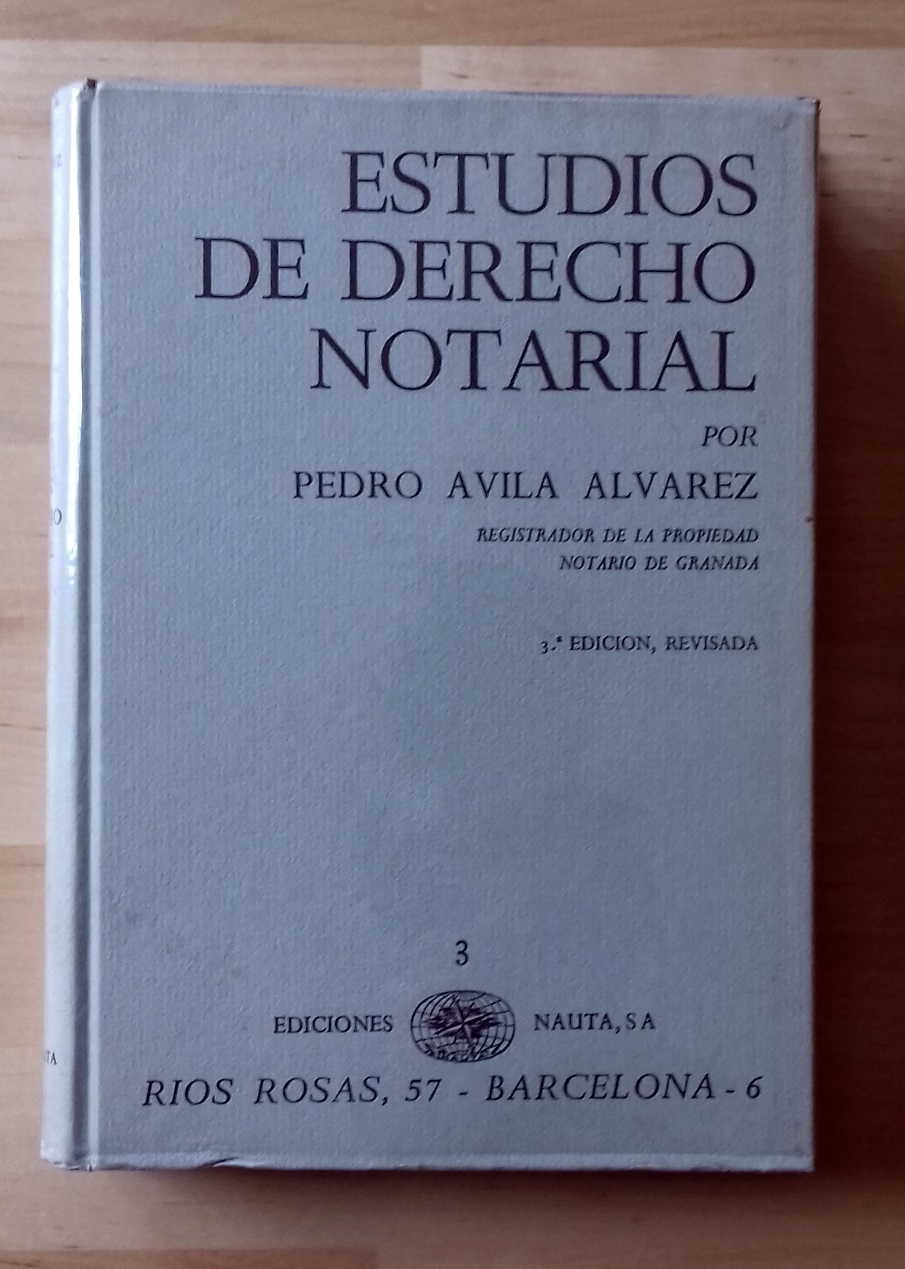 ESTUDIOS
DE DERECHO
NOTARIAL
POR
PEDRO AVILA ALVAREZ
REGISTRADOR DE LA PROPIEDAD
NOTARIO DE GRANADA
3.ª EDICION, REVISADA
3
EDICIONES NAUTA, S A
RIOS ROSAS, 57 - BARCELONA - 6